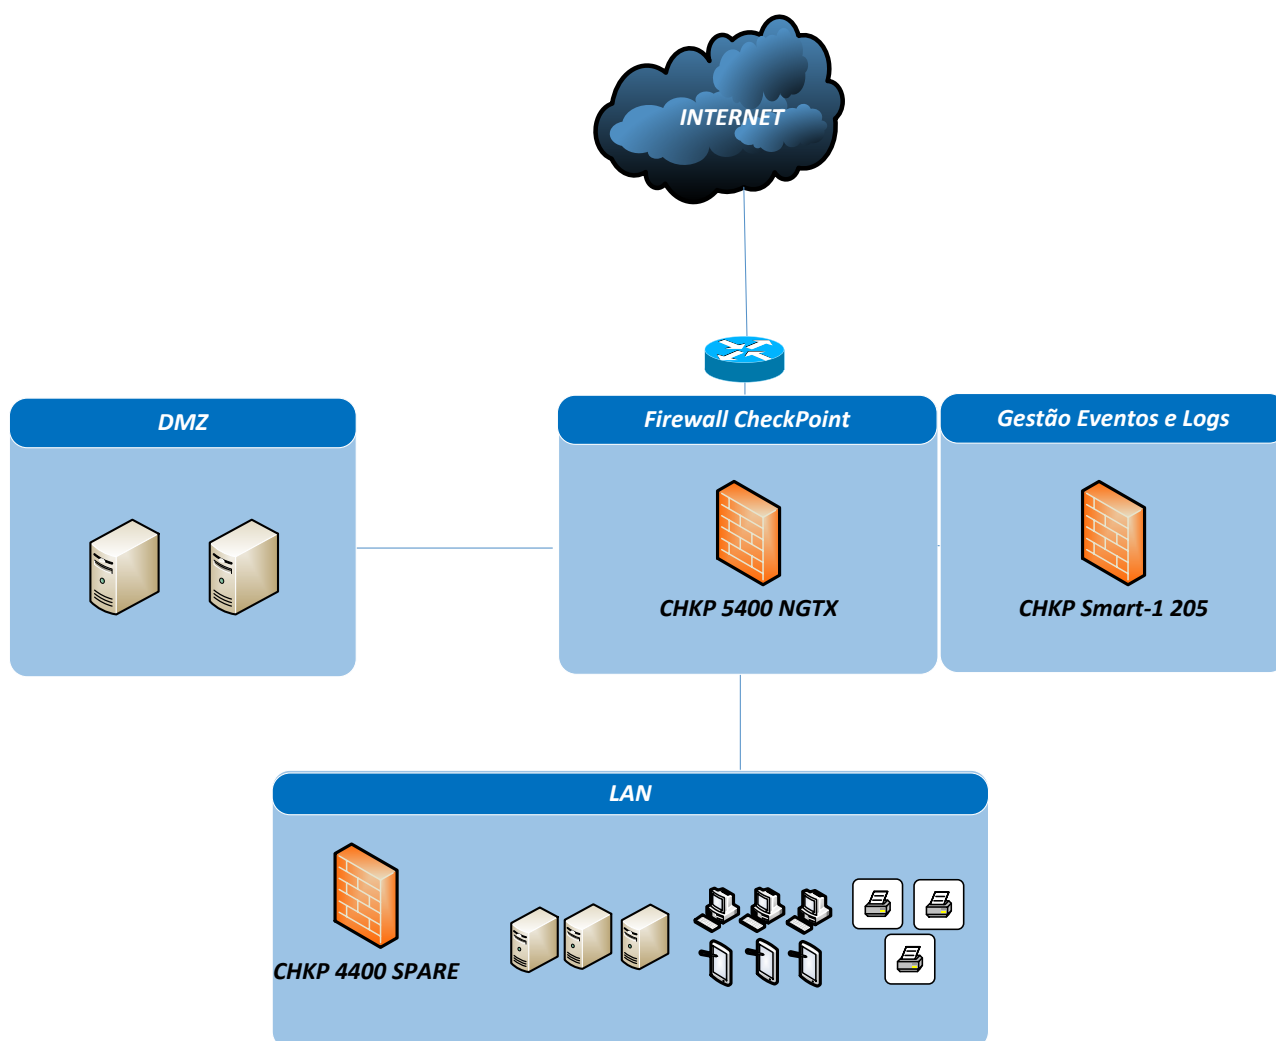 INTERNET
DMZ
Firewall CheckPoint
Gestão Eventos e Logs
CHKP 5400 NGTX
CHKP Smart-1 205
LAN
CHKP 4400 SPARE